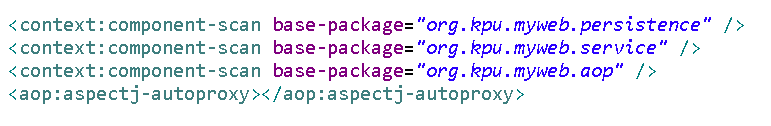 <context:component-scan base-package="org.kpu.myweb.persistence" />
<context:component-scan base-package="org.kpu.myweb.service" />
<context:component-scan base-package="org.kpu.myweb.aop" />
<aop:aspectj-autoproxy></aop:aspectj-autoproxy>